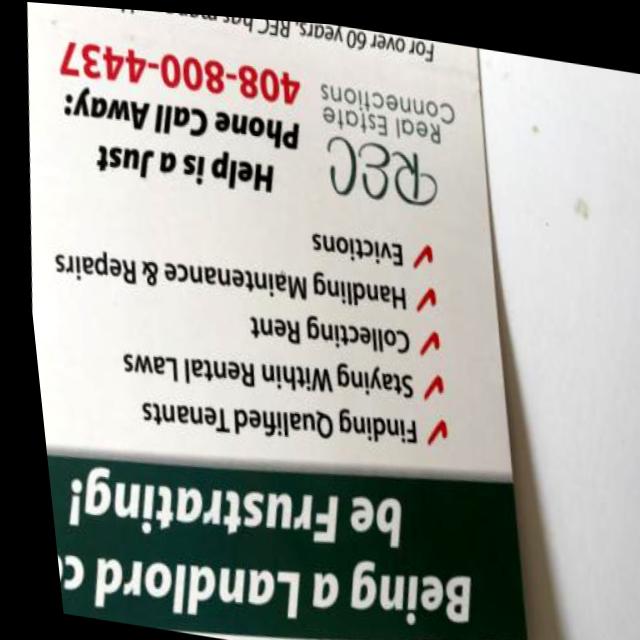 Being a Landlord
be Frustrating!
✓ Finding Qualified Tenants
✓ Staying Within Rental Laws
✓ Collecting Rent
✓ Handling Maintenance & Repairs
✓ Evictions
REC
Real Estate
Connections
Help is a Just
Phone Call Away:
408-800-4437
For over 60 years, REC has